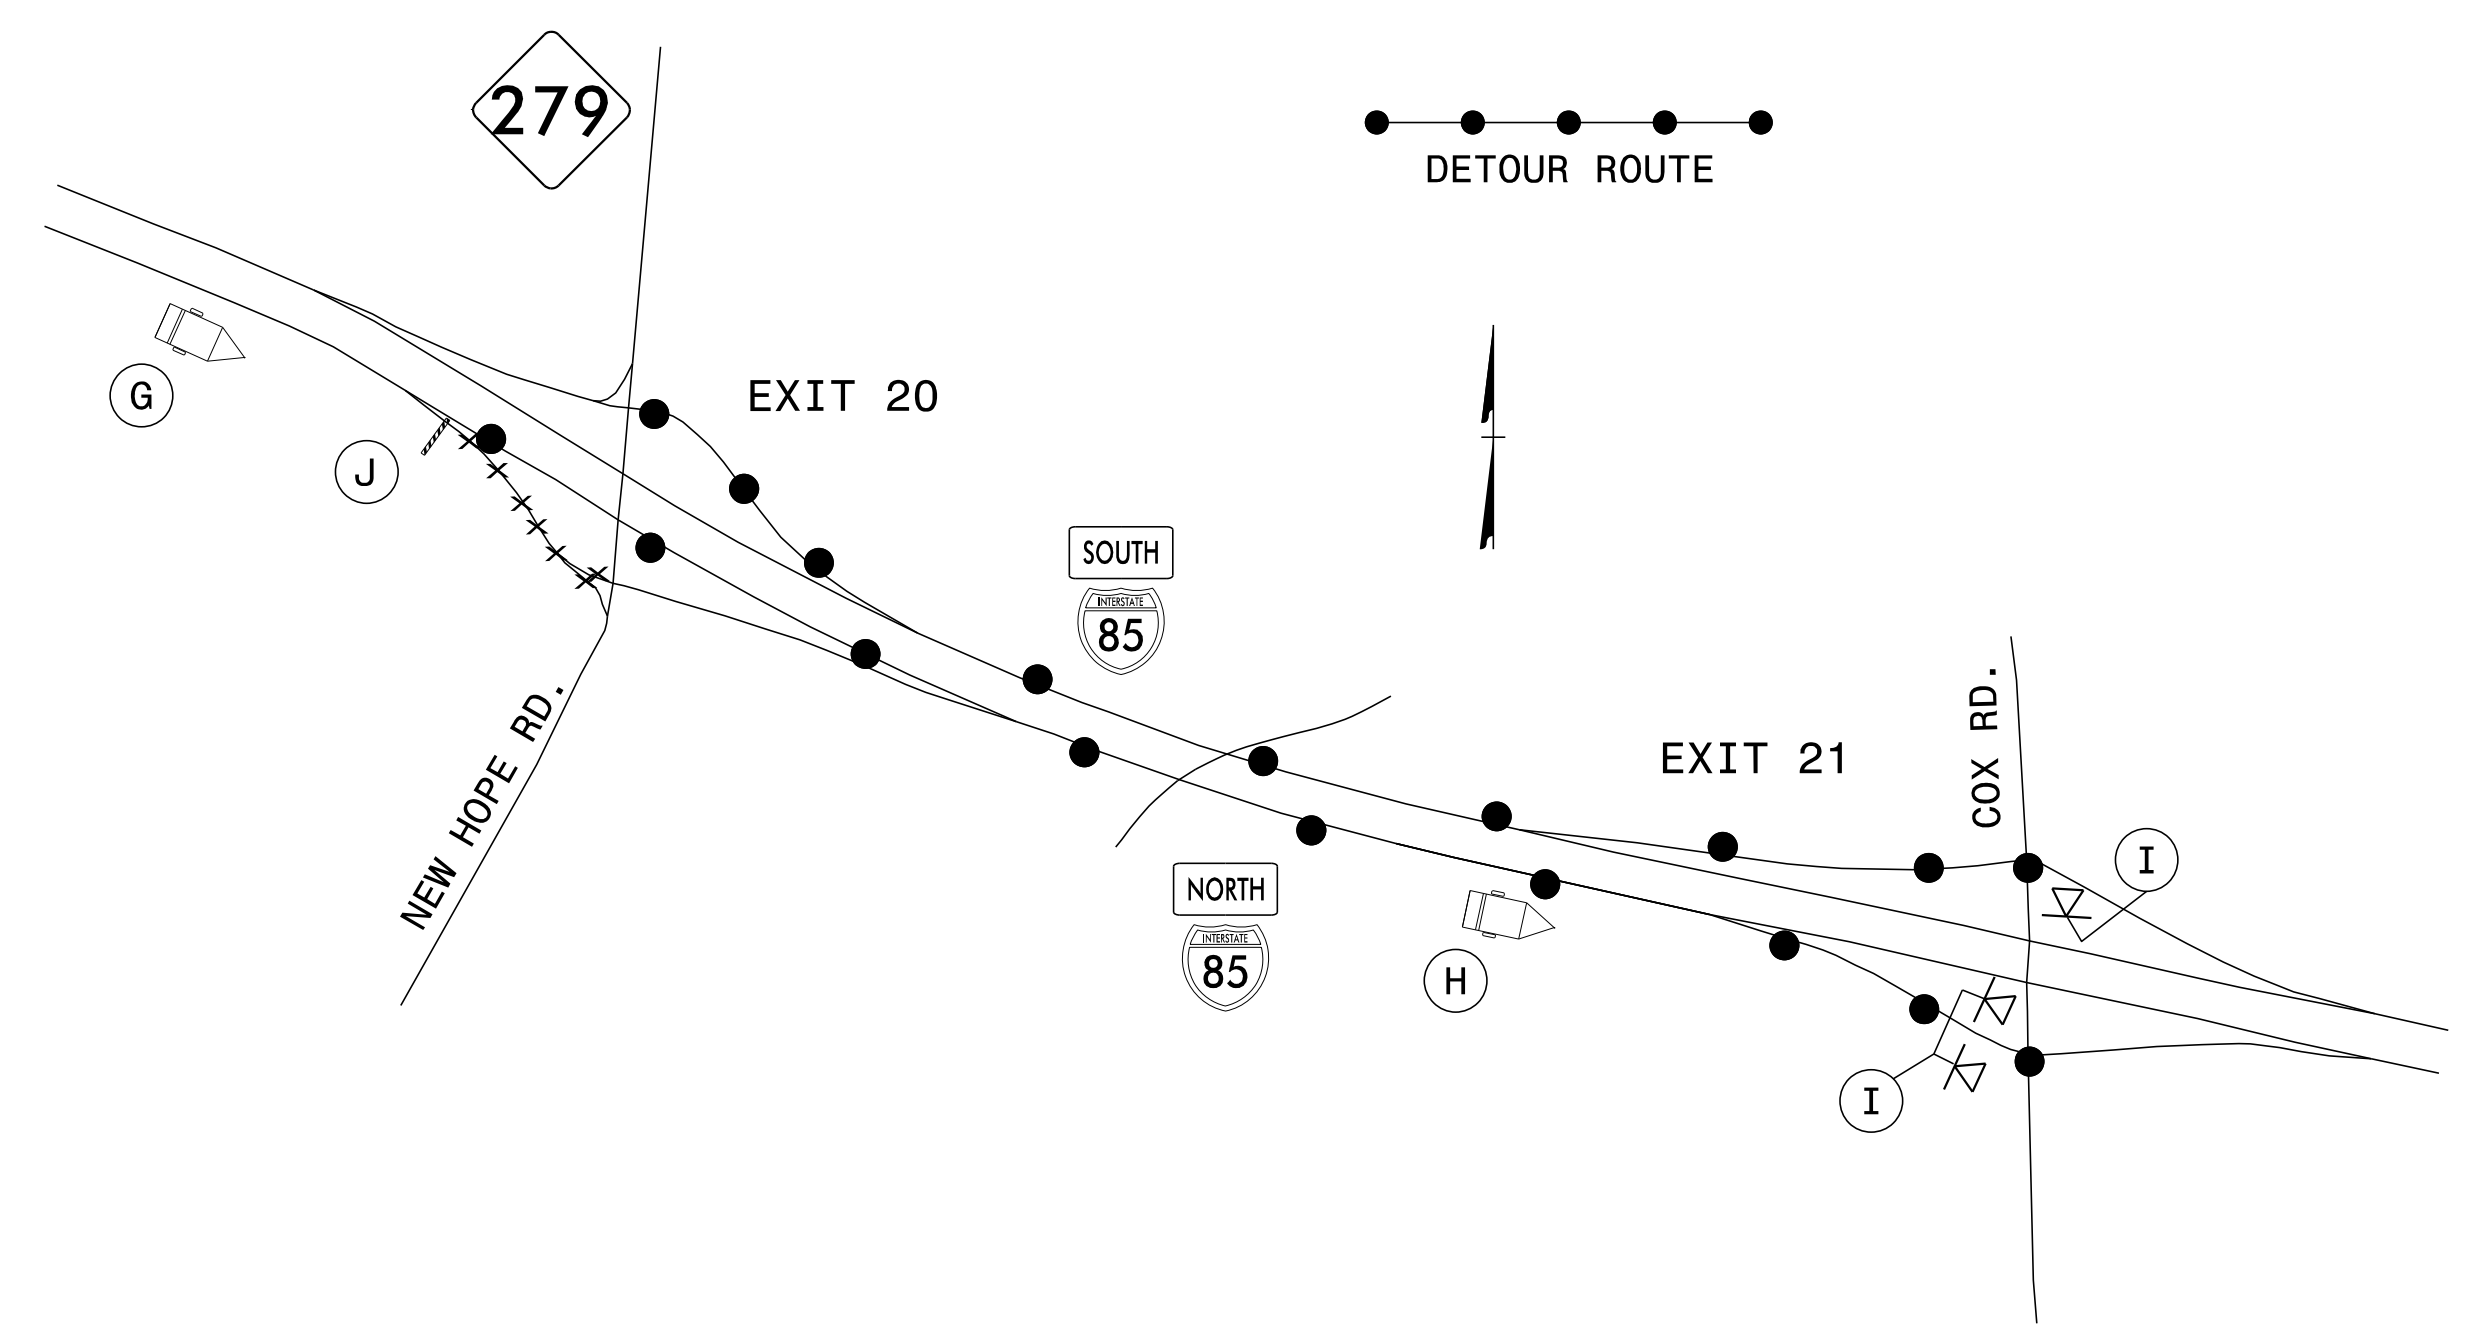 279
DETOUR ROUTE
G
EXIT 20
J
SOUTH
INTERSTATE
85
NEW HOPE RD.
COX RD.
EXIT 21
I
NORTH
INTERSTATE
85
H
I